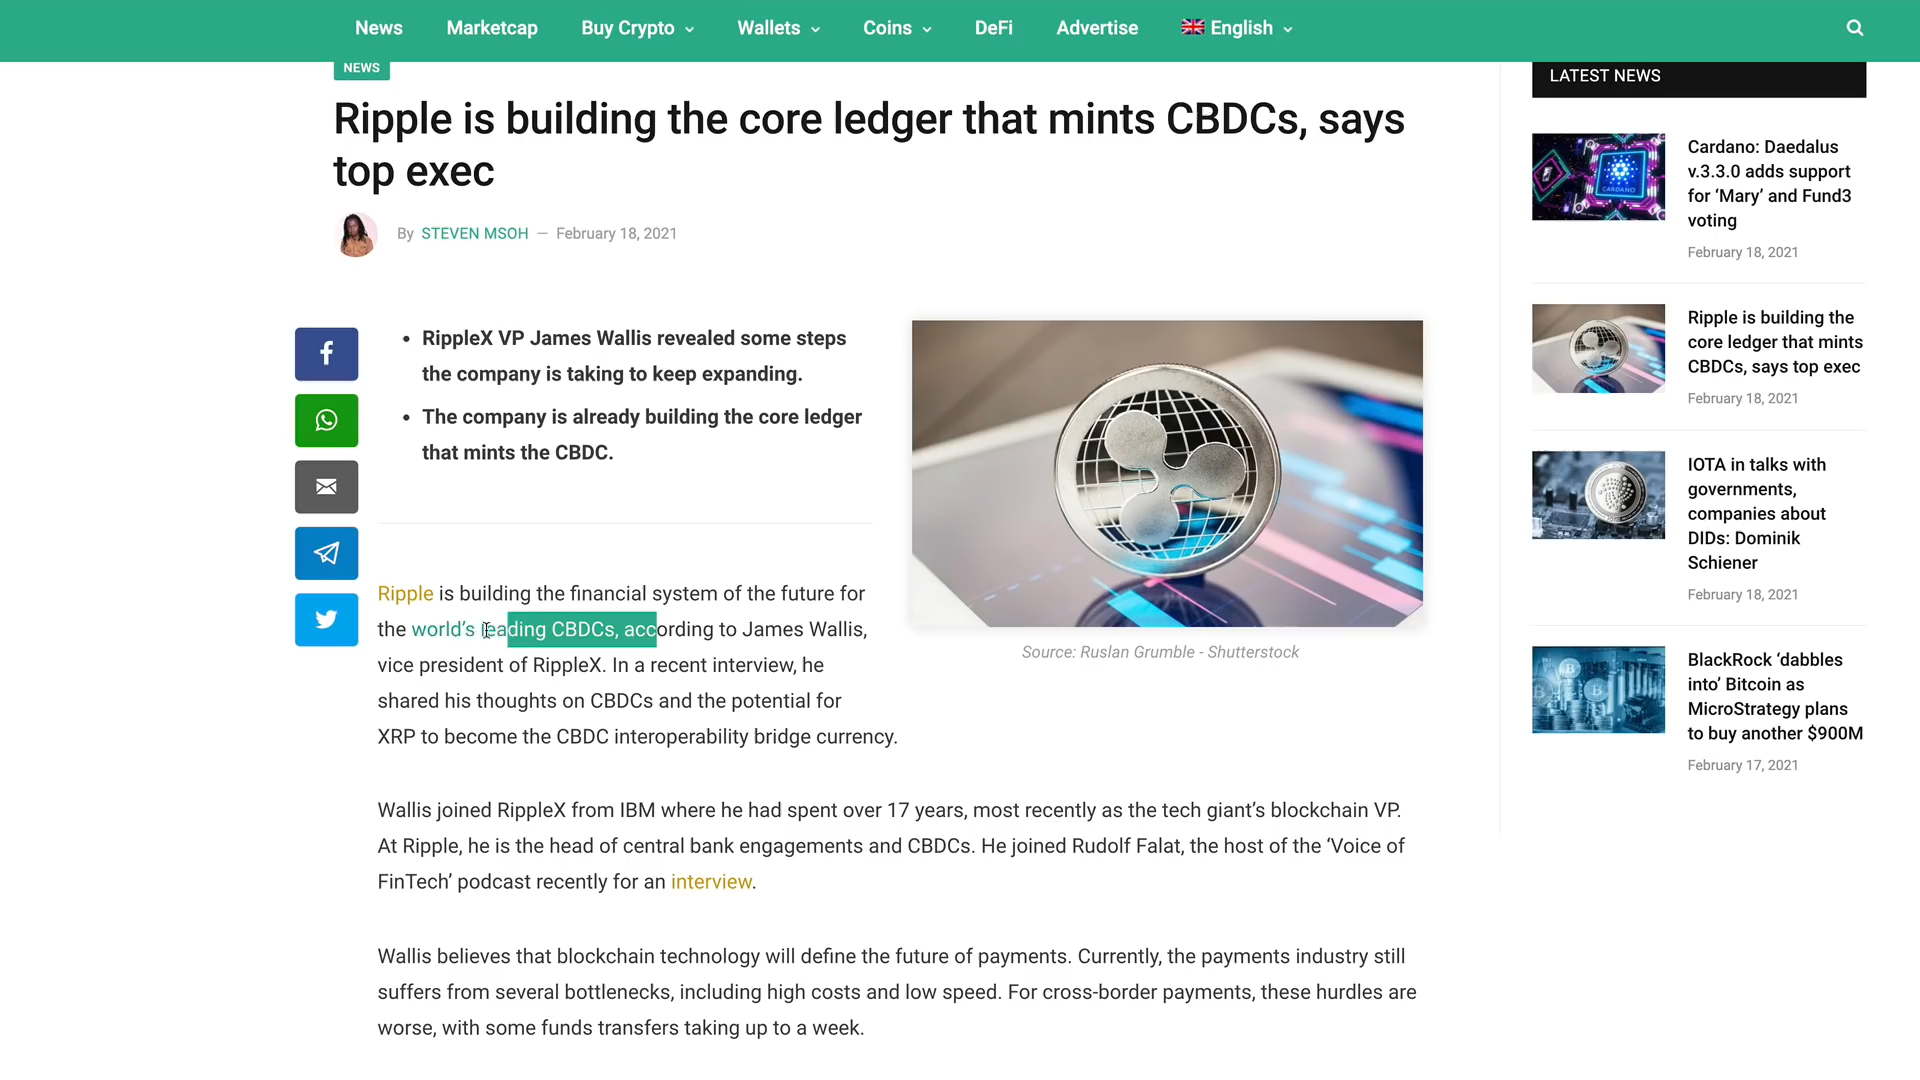 News Marketcap Buy Crypto Wallets Coins DeFi Advertise English
NEWS
Ripple is building the core ledger that mints CBDCs, says
top exec
By STEVEN MSOH — February 18, 2021
• RippleX VP James Wallis revealed some steps
the company is taking to keep expanding.
• The company is already building the core ledger
that mints the CBDC.
Source: Ruslan Grumble - Shutterstock
Ripple is building the financial system of the future for
the world’s leading CBDCs, according to James Wallis,
vice president of RippleX. In a recent interview, he
shared his thoughts on CBDCs and the potential for
XRP to become the CBDC interoperability bridge currency.
Wallis joined RippleX from IBM where he had spent over 17 years, most recently as the tech giant’s blockchain VP.
At Ripple, he is the head of central bank engagements and CBDCs. He joined Rudolf Falat, the host of the ‘Voice of
FinTech’ podcast recently for an interview.
Wallis believes that blockchain technology will define the future of payments. Currently, the payments industry still
suffers from several bottlenecks, including high costs and low speed. For cross-border payments, these hurdles are
worse, with some funds transfers taking up to a week.
LATEST NEWS
CARDANO
Cardano: Daedalus
v.3.3.0 adds support
for ‘Mary’ and Fund3
voting
February 18, 2021
Ripple is building the
core ledger that mints
CBDCs, says top exec
February 18, 2021
IOTA in talks with
governments,
companies about
DIDs: Dominik
Schiener
February 18, 2021
BlackRock ‘dabbles
into’ Bitcoin as
MicroStrategy plans
to buy another $900M
February 17, 2021